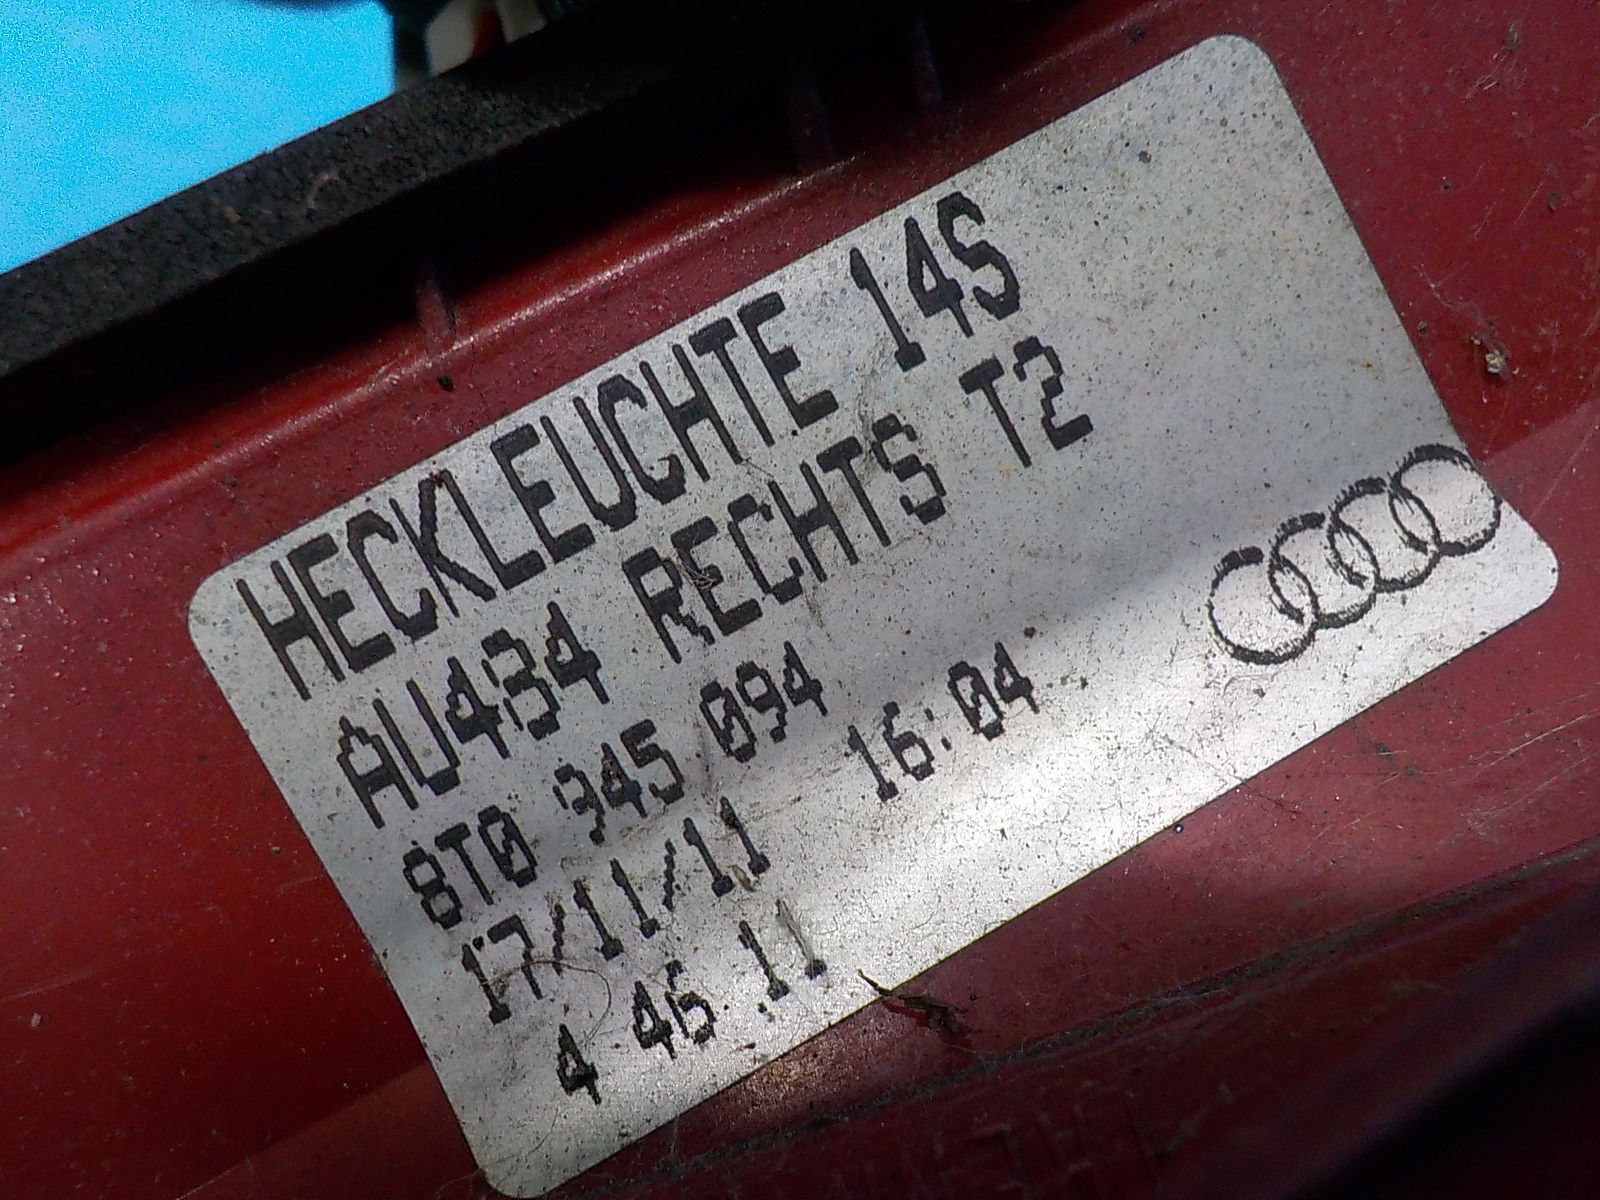 HECKLEUCHTE 14S
AU434 RECHTS T2
8T0 945 094
17/11/11 16:04
4 46.11